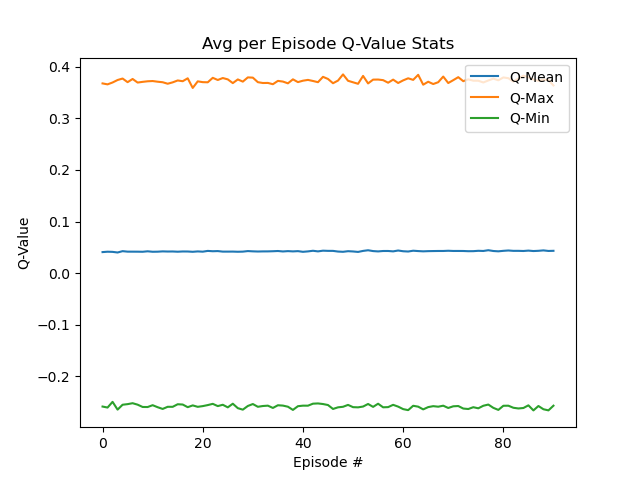 Avg per Episode Q-Value Stats
Q-Mean
Q-Max
Q-Min
Q-Value
0.4
0.3
0.2
0.1
0.0
−0.1
−0.2
0 20 40 60 80
Episode #